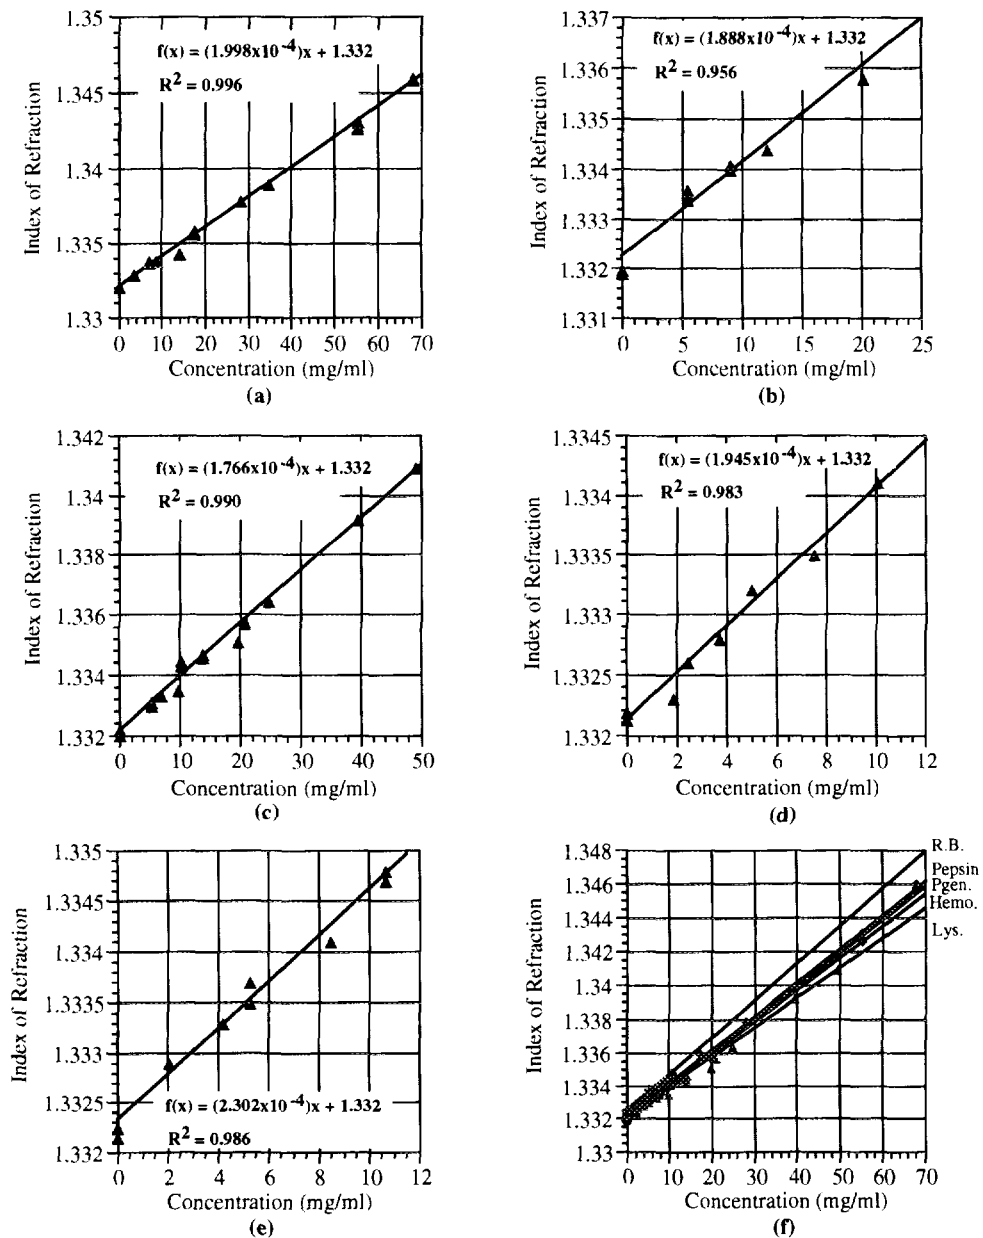 f(x) = (1.998x10-4)x + 1.332
R2 = 0.996
Index of Refraction
1.35
1.345
1.34
1.335
1.33
0 10 20 30 40 50 60 70
Concentration (mg/ml)
(a)
f(x) = (1.888x10-4)x + 1.332
R2 = 0.956
Index of Refraction
1.337
1.336
1.335
1.334
1.333
1.332
1.331
0 5 10 15 20 25
Concentration (mg/ml)
(b)
f(x) = (1.766x10-4)x + 1.332
R2 = 0.990
Index of Refraction
1.342
1.34
1.338
1.336
1.334
1.332
0 10 20 30 40 50
Concentration (mg/ml)
(c)
f(x) = (1.945x10-4)x + 1.332
R2 = 0.983
Index of Refraction
1.3345
1.334
1.3335
1.333
1.3325
1.332
0 2 4 6 8 10 12
Concentration (mg/ml)
(d)
Index of Refraction
1.335
1.3345
1.334
1.3335
1.333
1.3325
1.332
f(x) = (2.302x10-4)x + 1.332
R2 = 0.986
0 2 4 6 8 10 12
Concentration (mg/ml)
(e)
Index of Refraction
1.348
1.346
1.344
1.342
1.34
1.338
1.336
1.334
1.332
1.33
R.B.
Pepsin
Pgen.
Hemo.
Lys.
0 10 20 30 40 50 60 70
Concentration (mg/ml)
(f)